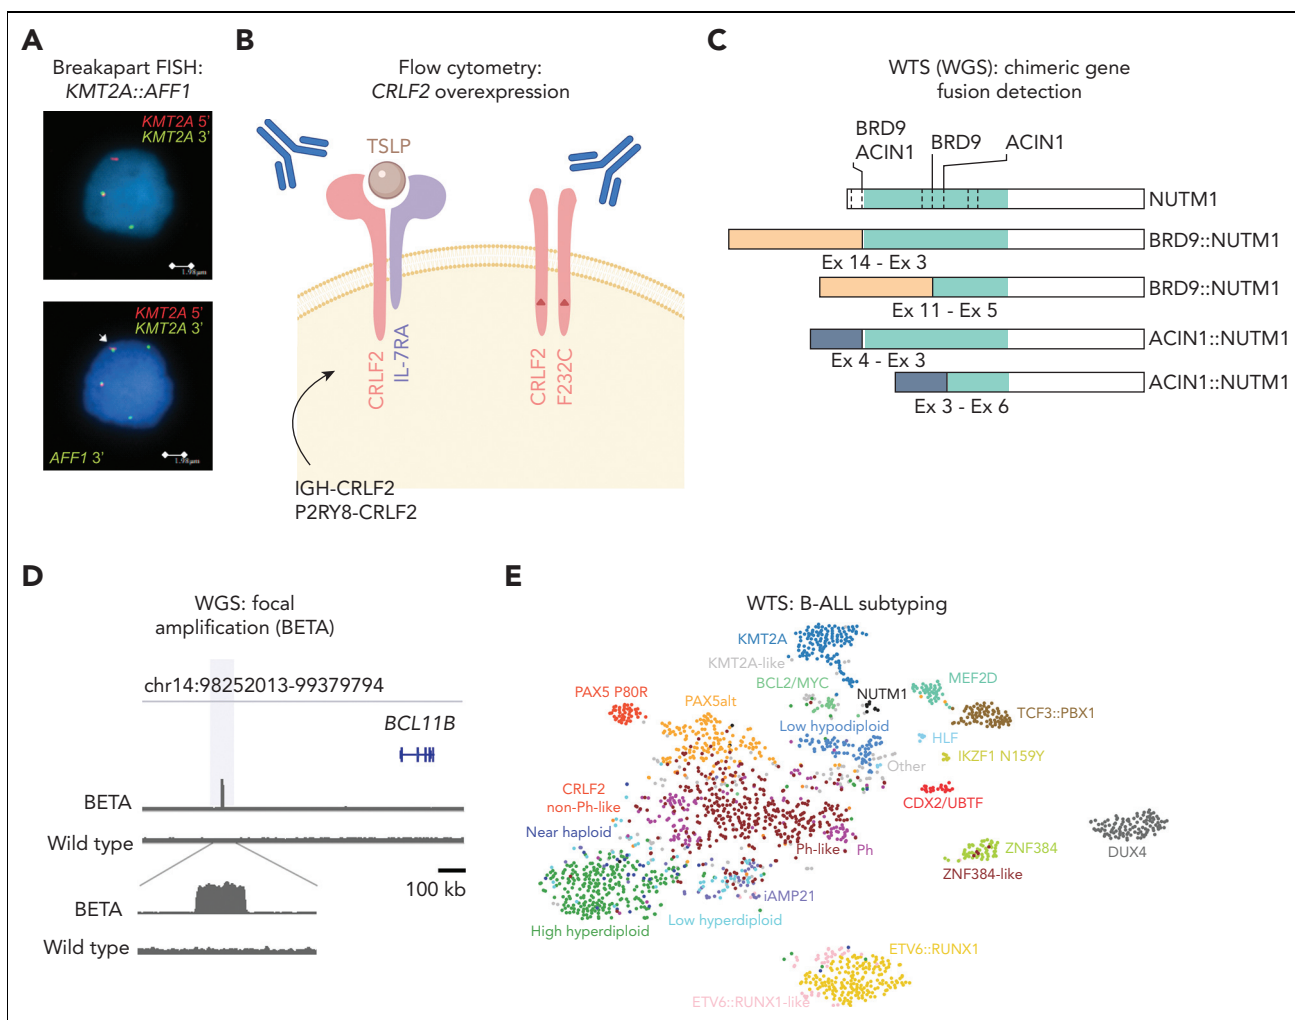 A
Breakapart FISH:
KMT2A::AFF1
KMT2A 5'
KMT2A 3'
1.98µm
KMT2A 5'
KMT2A 3'
AFF1 3'
1.98µm
B
Flow cytometry:
CRLF2 overexpression
TSLP
CRLF2
IL-7RA
CRLF2
F232C
IGH-CRLF2
P2RY8-CRLF2
C
WTS (WGS): chimeric gene
fusion detection
BRD9
ACIN1
BRD9
ACIN1
NUTM1
BRD9::NUTM1
Ex 14 - Ex 3
BRD9::NUTM1
Ex 11 - Ex 5
ACIN1::NUTM1
Ex 4 - Ex 3
ACIN1::NUTM1
Ex 3 - Ex 6
D
WGS: focal
amplification (BETA)
chr14:98252013-99379794
BCL11B
BETA
Wild type
100 kb
BETA
Wild type
E
WTS: B-ALL subtyping
KMT2A
KMT2A-like
BCL2/MYC
NUTM1
MEF2D
PAX5 P80R
PAX5alt
TCF3::PBX1
Low hypodiploid
HLF
Other
IKZF1 N159Y
CRLF2
non-Ph-like
CDX2/UBTF
Near haploid
Ph-like
Ph
ZNF384
DUX4
ZNF384-like
iAMP21
Low hyperdiploid
High hyperdiploid
ETV6::RUNX1
ETV6::RUNX1-like